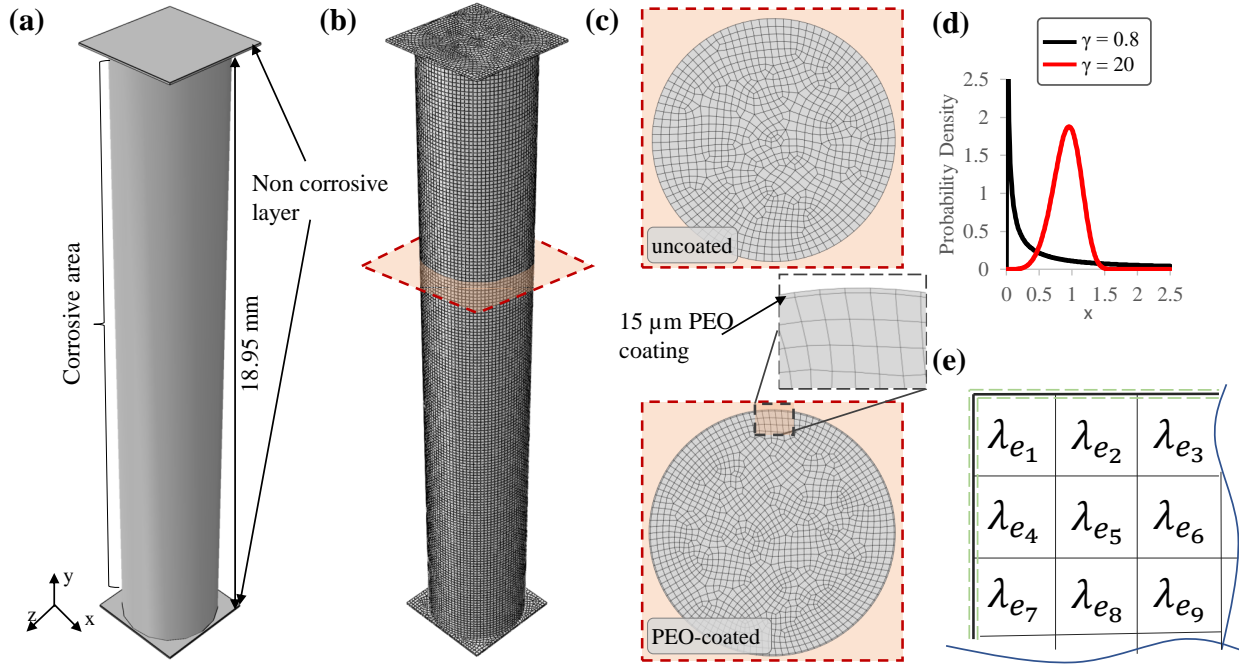 (a)
Corrosive area
18.95 mm
Non corrosive
layer
y
z
x
(b)
(c)
uncoated
15 µm PEO
coating
PEO-coated
(d)
γ = 0.8
γ = 20
Probability Density
2.5
2
1.5
1
0.5
0
0 0.5 1 1.5 2 2.5
x
(e)
λe1 λe2 λe3
λe4 λe5 λe6
λe7 λe8 λe9